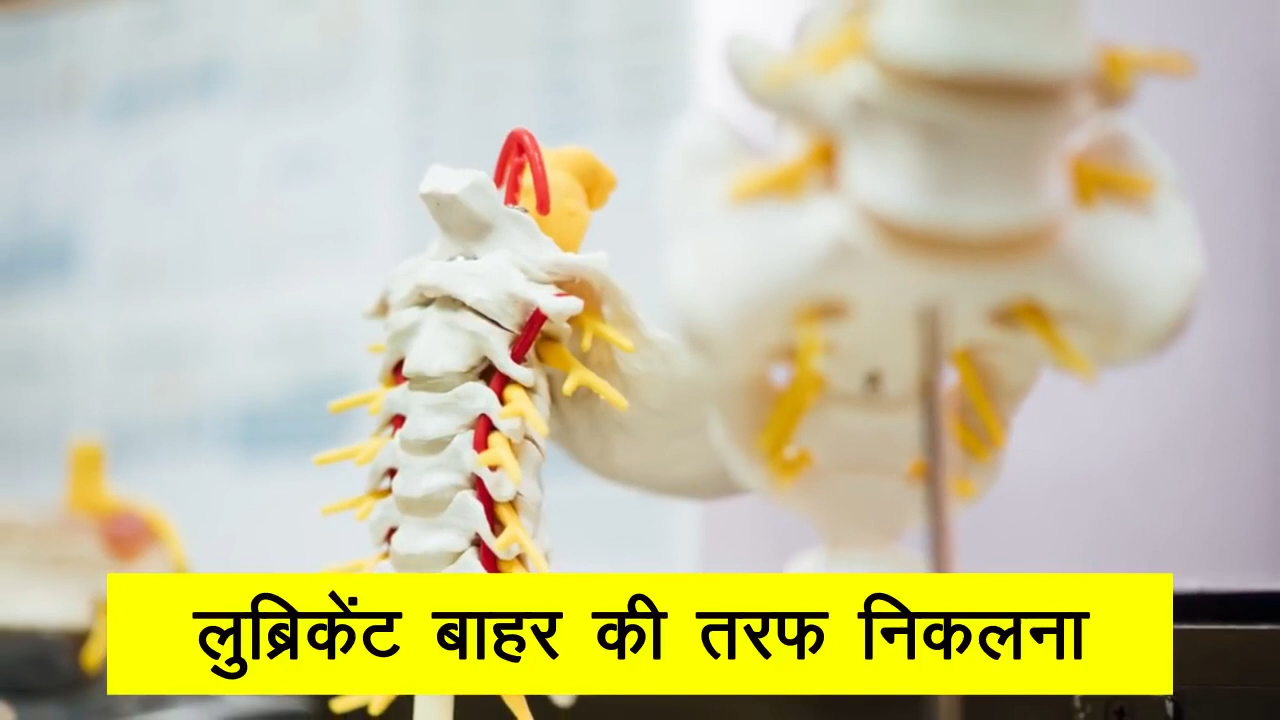 लुब्रिकेंट बाहर की तरफ निकलना